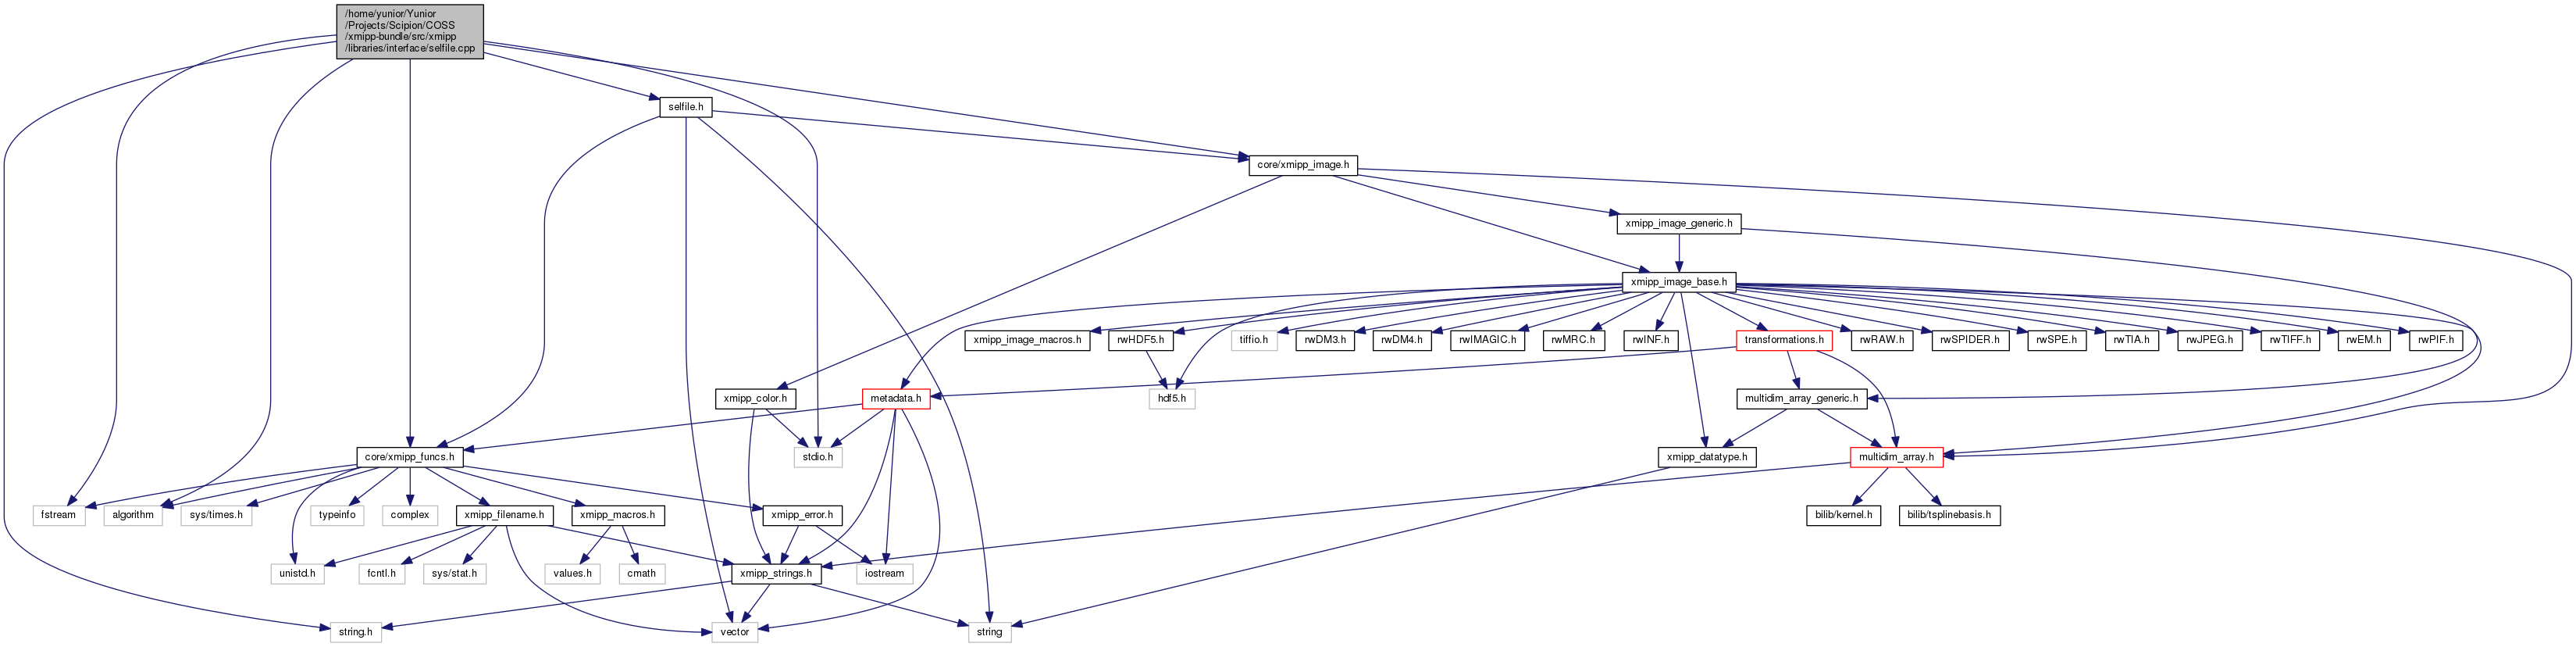 /home/yunior/Yunior
/Projects/Scipion/COSS
/xmipp-bundle/src/xmipp
/libraries/interface/selfile.cpp
selfile.h
core/xmipp_image.h
xmipp_image_generic.h
xmipp_image_base.h
xmipp_image_macros.h
rwHDF5.h
tiffio.h
rwDM3.h
rwDM4.h
rwIMAGIC.h
rwMRC.h
rwINF.h
transformations.h
rwRAW.h
rwSPIDER.h
rwSPE.h
rwTIA.h
rwJPEG.h
rwTIFF.h
rwEM.h
rwPIF.h
xmipp_color.h
metadata.h
hdf5.h
multidim_array_generic.h
core/xmipp_funcs.h
stdio.h
xmipp_datatype.h
multidim_array.h
fstream
algorithm
sys/times.h
typeinfo
complex
xmipp_filename.h
xmipp_macros.h
xmipp_error.h
bilib/kernel.h
bilib/tsplinebasis.h
unistd.h
fcntl.h
sys/stat.h
values.h
cmath
xmipp_strings.h
iostream
string.h
vector
string